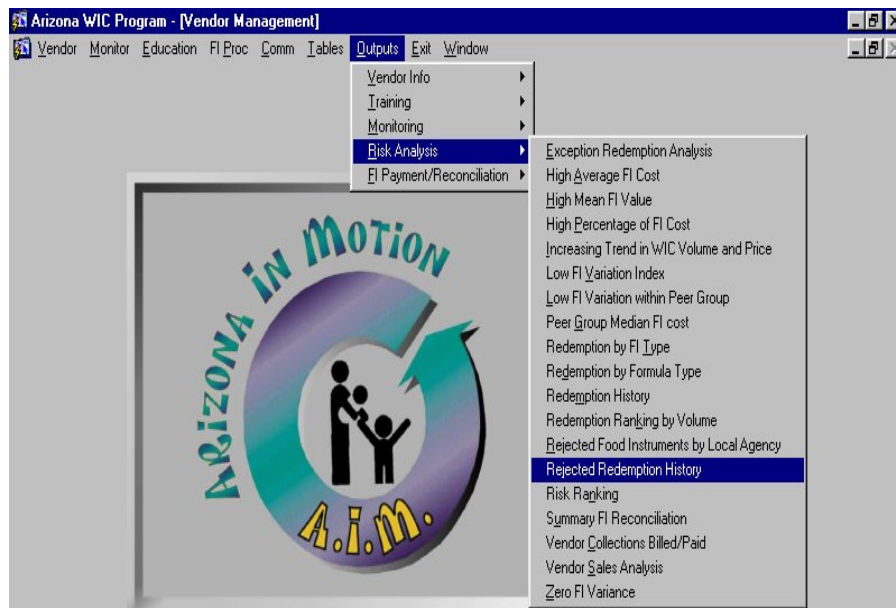 Arizona WIC Program - [Vendor Management]
Vendor Monitor Education FI Proc Comm Tables Outputs Exit Window
Vendor Info
Training
Monitoring
Risk Analysis
FI Payment/Reconciliation
Exception Redemption Analysis
High Average FI Cost
High Mean FI Value
High Percentage of FI Cost
Increasing Trend in WIC Volume and Price
Low FI Variation Index
Low FI Variation within Peer Group
Peer Group Median FI cost
Redemption by FI Type
Redemption by Formula Type
Redemption History
Redemption Ranking by Volume
Rejected Food Instruments by Local Agency
Rejected Redemption History
Risk Ranking
Summary FI Reconciliation
Vendor Collections Billed/Paid
Vendor Sales Analysis
Zero FI Variance
ARIZONA IN MOTION
A.i.m.